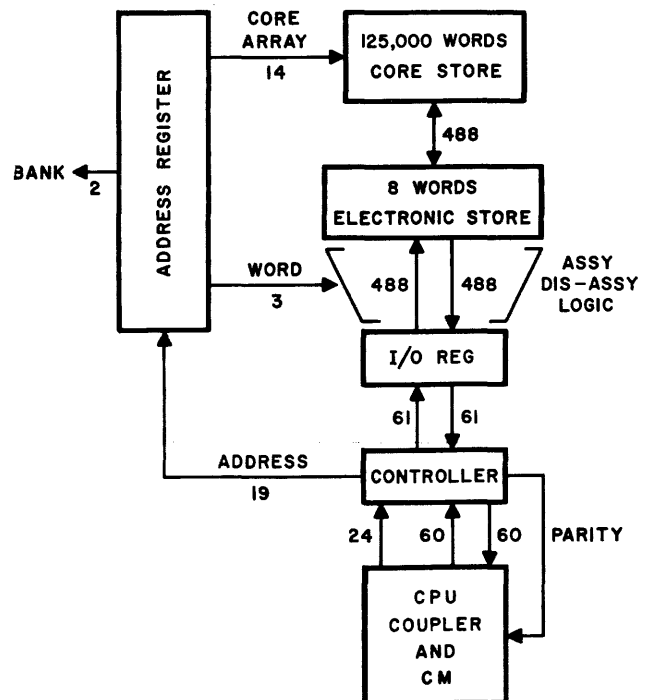 CORE
ARRAY
14
125,000 WORDS
CORE STORE
ADDRESS REGISTER
BANK
2
488
8 WORDS
ELECTRONIC STORE
WORD
3
488
488
ASSY
DIS-ASSY
LOGIC
I/O REG
61
61
ADDRESS
19
CONTROLLER
24
60
60
PARITY
CPU
COUPLER
AND
CM